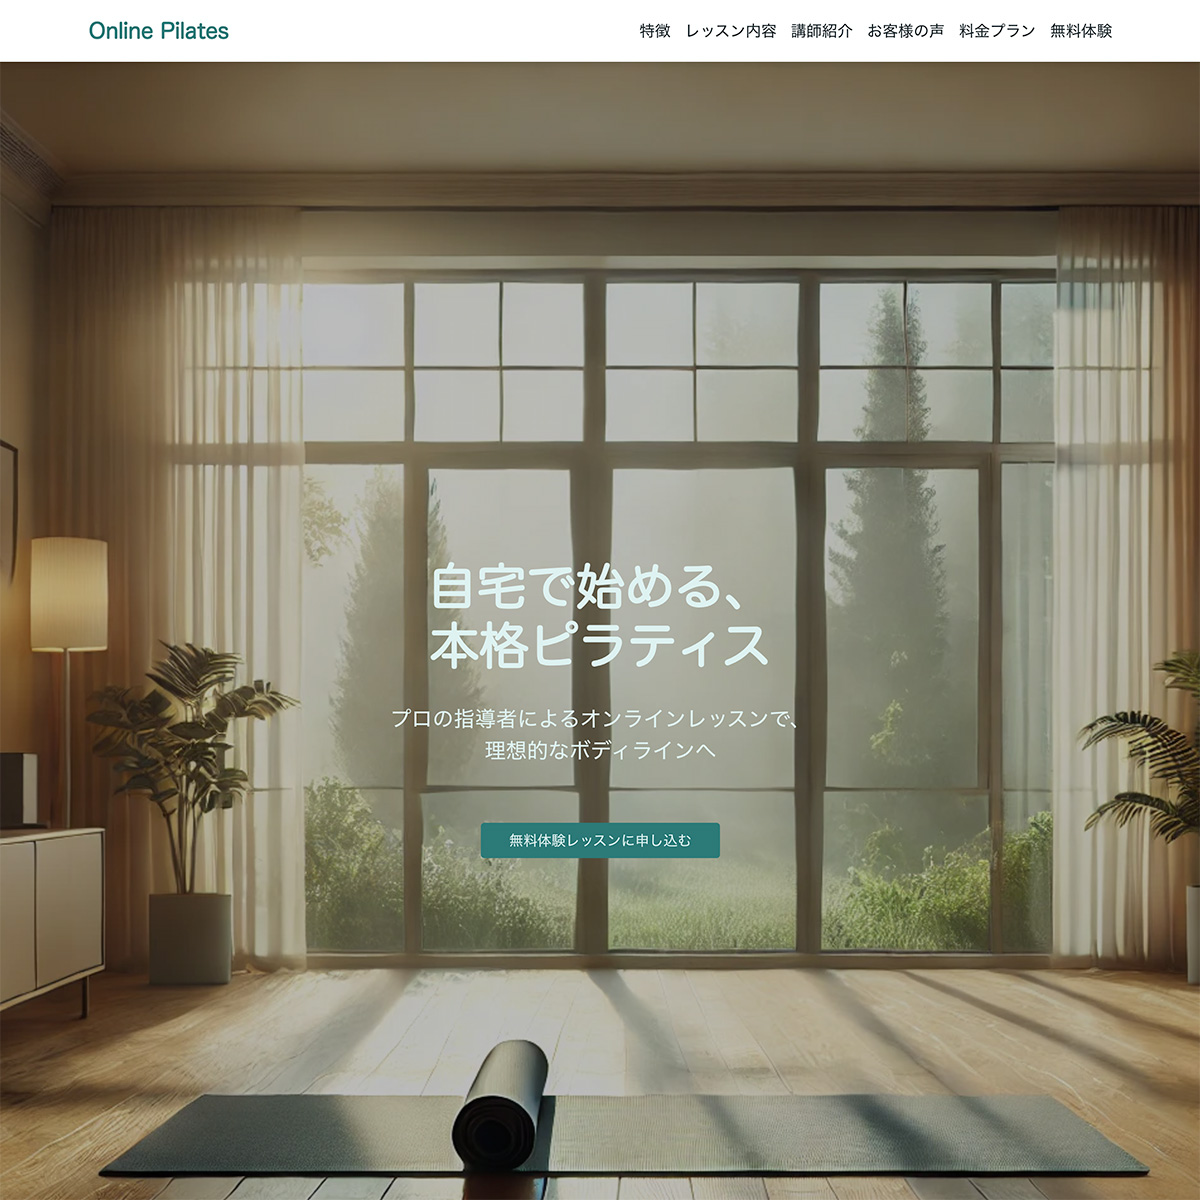 Online Pilates
特徴 レッスン内容 講師紹介 お客様の声 料金プラン 無料体験
自宅で始める、
本格ピラティス
プロの指導者によるオンラインレッスンで、
理想的なボディラインへ
無料体験レッスンに申し込む